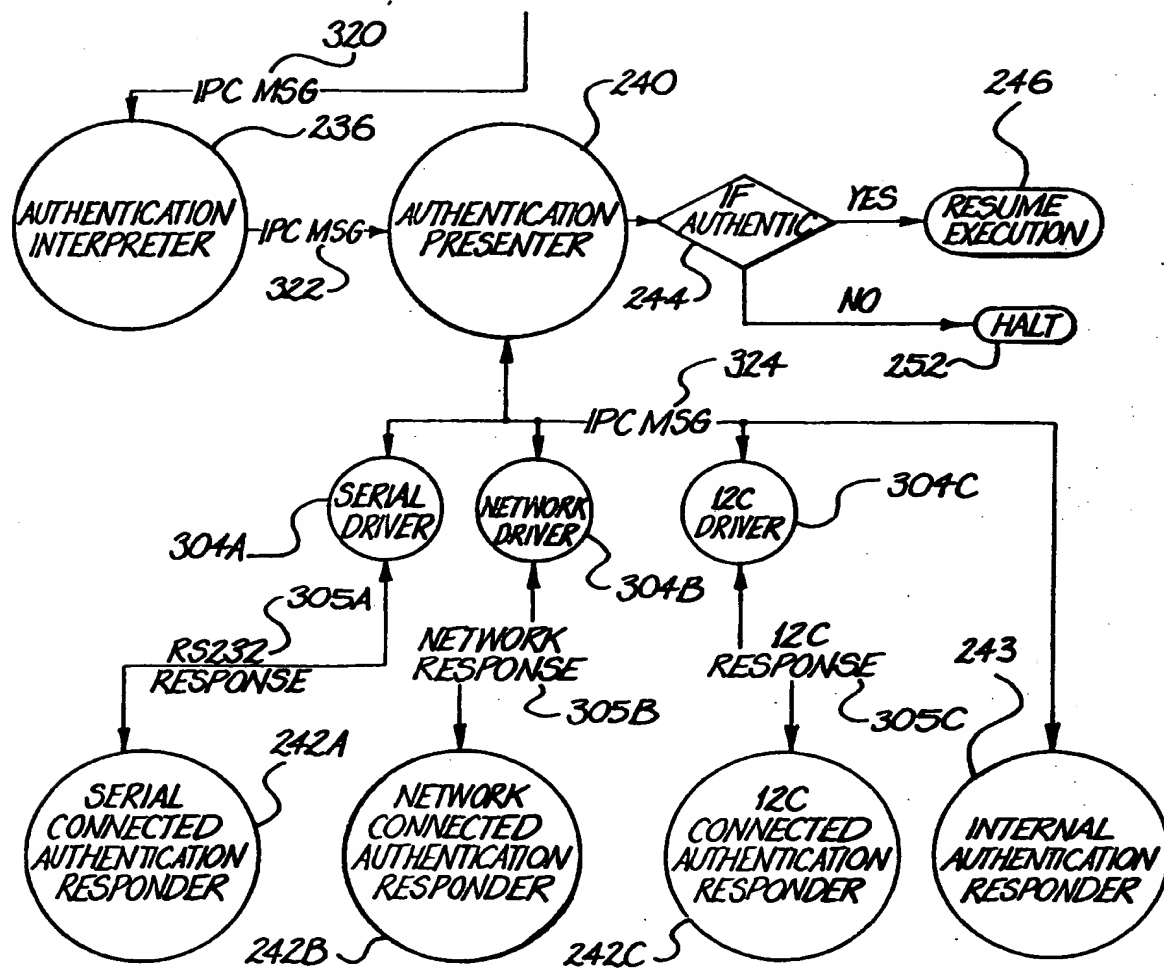 320
IPC MSG
240
246
236
AUTHENTICATION
INTERPRETER
IPC MSG
322
AUTHENTICATION
PRESENTER
IF
AUTHENTIC
244
YES
RESUME
EXECUTION
NO
HALT
252
324
IPC MSG
SERIAL
DRIVER
304A
NETWORK
DRIVER
304B
12C
DRIVER
304C
305A
RS232
RESPONSE
NETWORK
RESPONSE
305B
12C
RESPONSE
305C
243
242A
SERIAL
CONNECTED
AUTHENTICATION
RESPONDER
NETWORK
CONNECTED
AUTHENTICATION
RESPONDER
242B
12C
CONNECTED
AUTHENTICATION
RESPONDER
242C
INTERNAL
AUTHENTICATION
RESPONDER